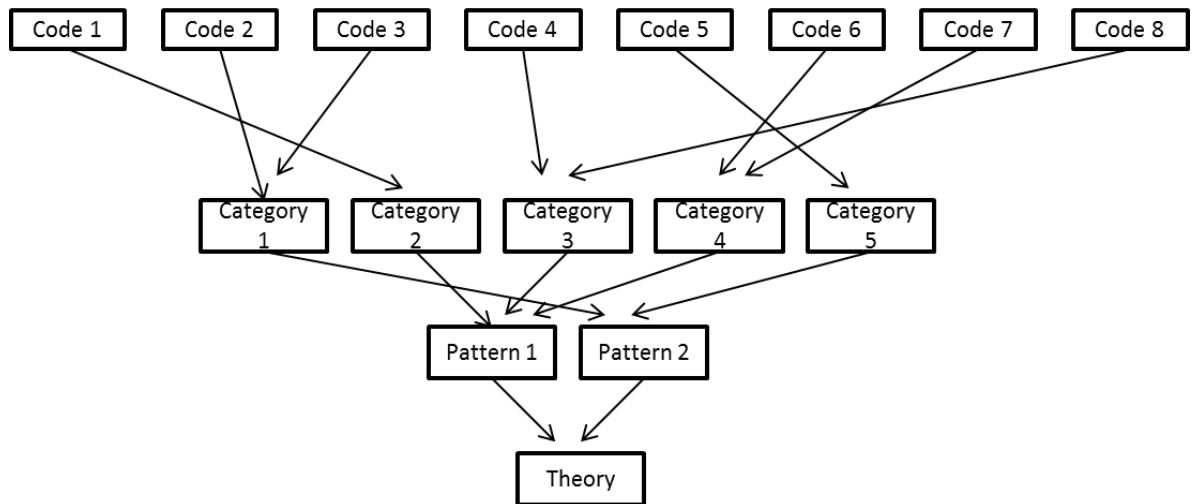 Code 1
Code 2
Code 3
Code 4
Code 5
Code 6
Code 7
Code 8
Category
1
Category
2
Category
3
Category
4
Category
5
Pattern 1
Pattern 2
Theory